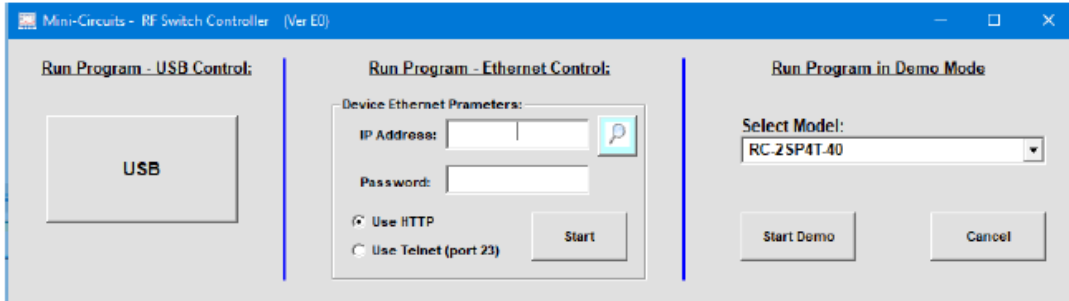 Mini-Circuits - RF Switch Controller (Ver E0)
Run Program - USB Control:
USB
Run Program - Ethernet Control:
Device Ethernet Prameters:
IP Address:
Password:
Use HTTP
Use Telnet (port 23)
Start
Run Program in Demo Mode
Select Model:
RC-2SP4T-40
Start Demo
Cancel